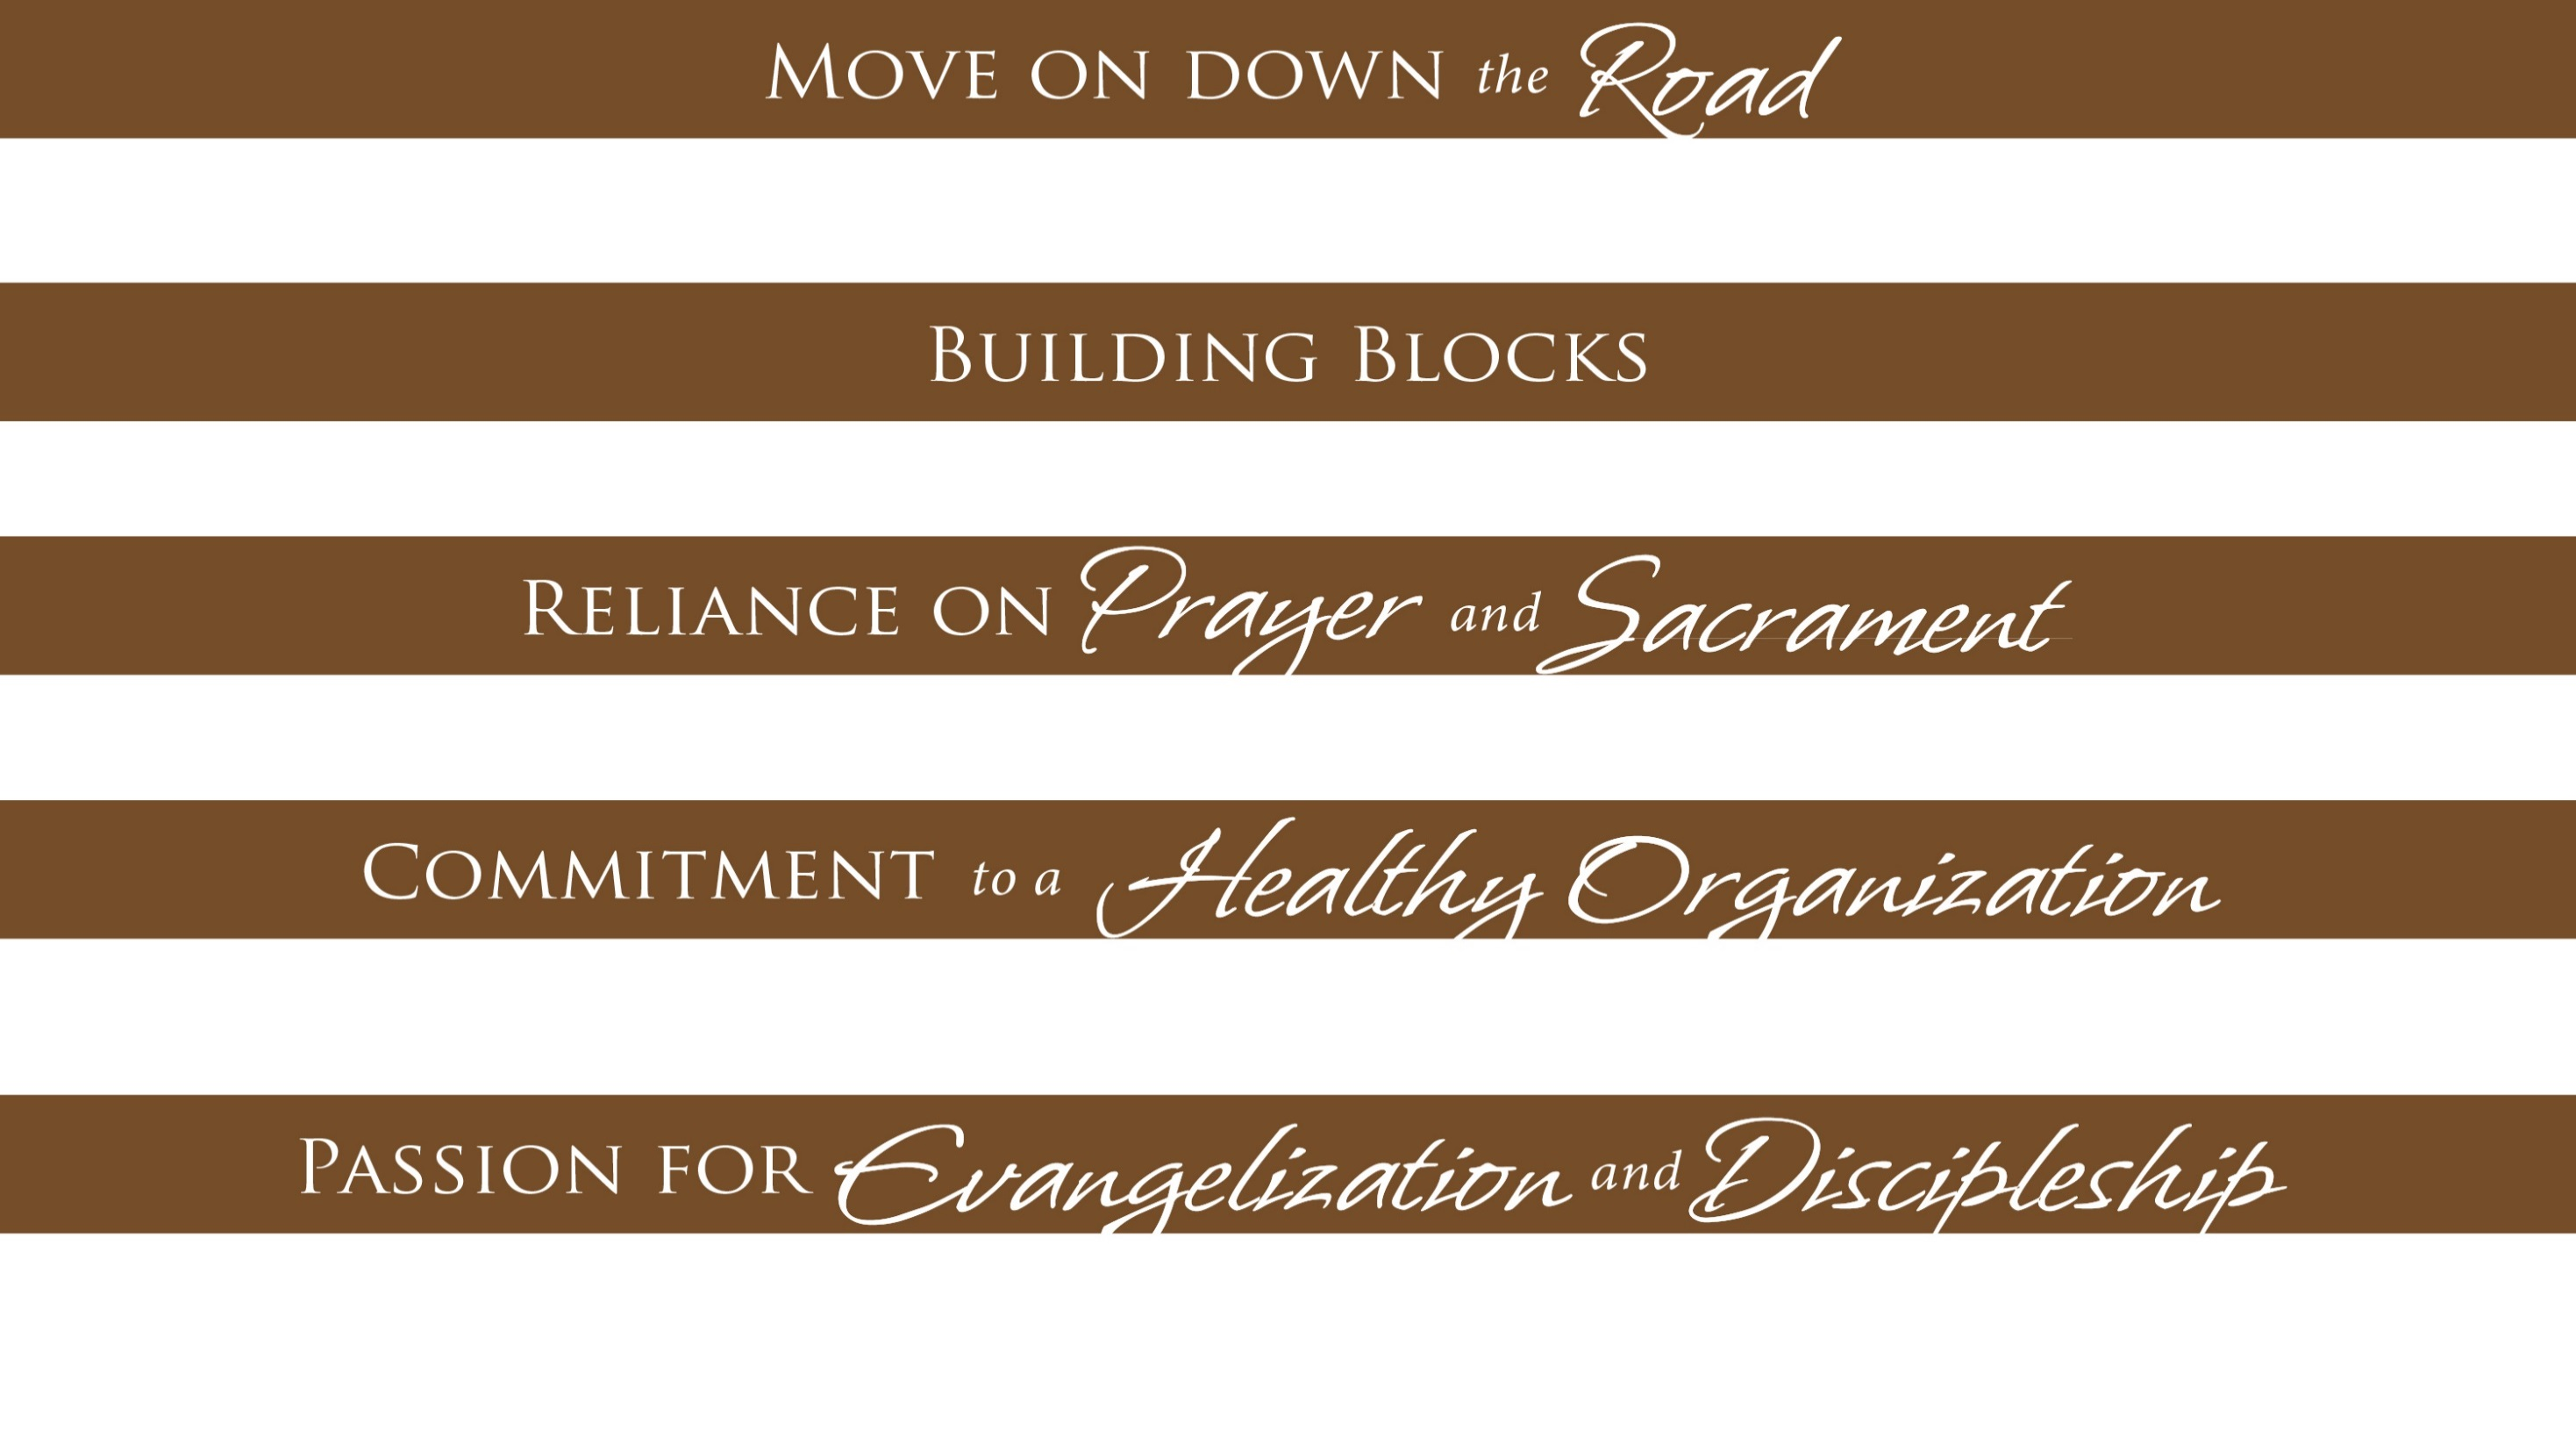 Move on down the Road
Building Blocks
Reliance on Prayer and Sacrament
Commitment to a Healthy Organization
Passion for Evangelization and Discipleship